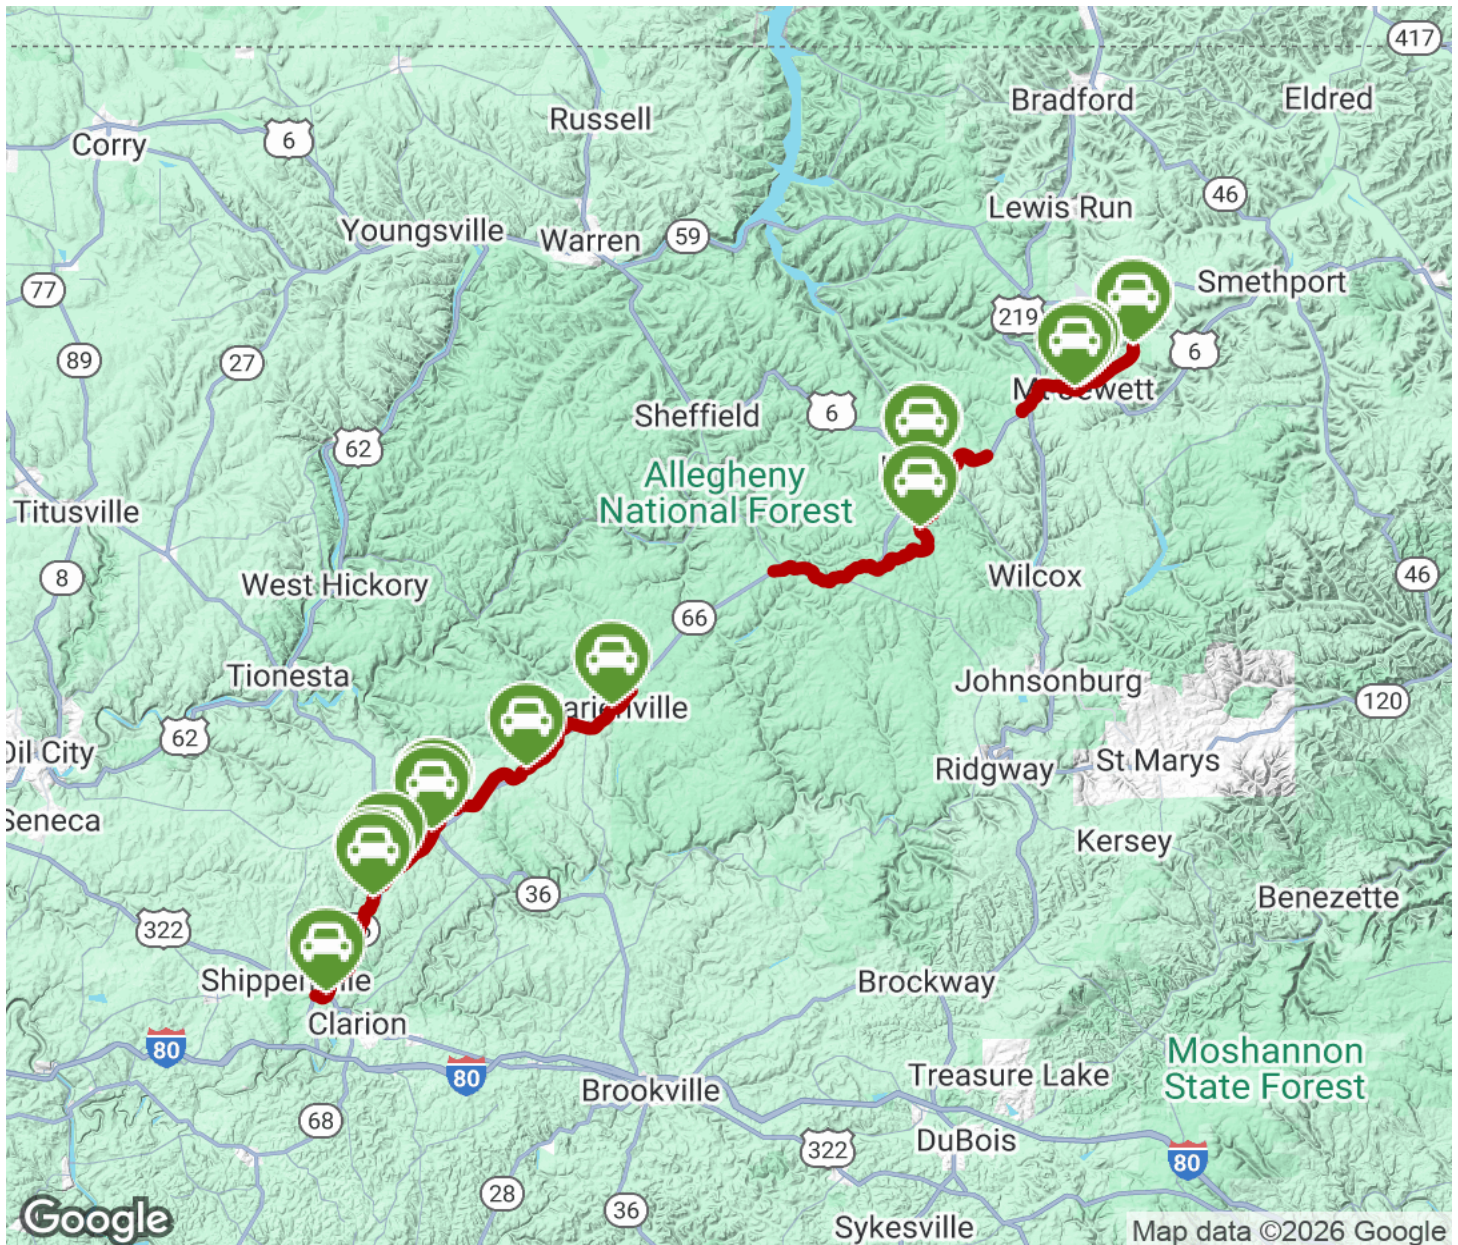 417
Bradford
Eldred
Russell
Corry
6
46
Lewis Run
Youngsville
Warren
59
Smethport
77
219
6
89
27
Sheffield
6
62
Allegheny
National Forest
Titusville
8
West Hickory
Wilcox
46
66
Tionesta
Johnsonburg
120
62
Oil City
St Marys
Ridgway
Seneca
Kersey
36
Benezette
322
Shippenville
Brockway
Clarion
80
80
Moshannon
State Forest
Treasure Lake
Brookville
68
DuBois
322
80
28
36
Sykesville
Google
Map data ©2026 Google